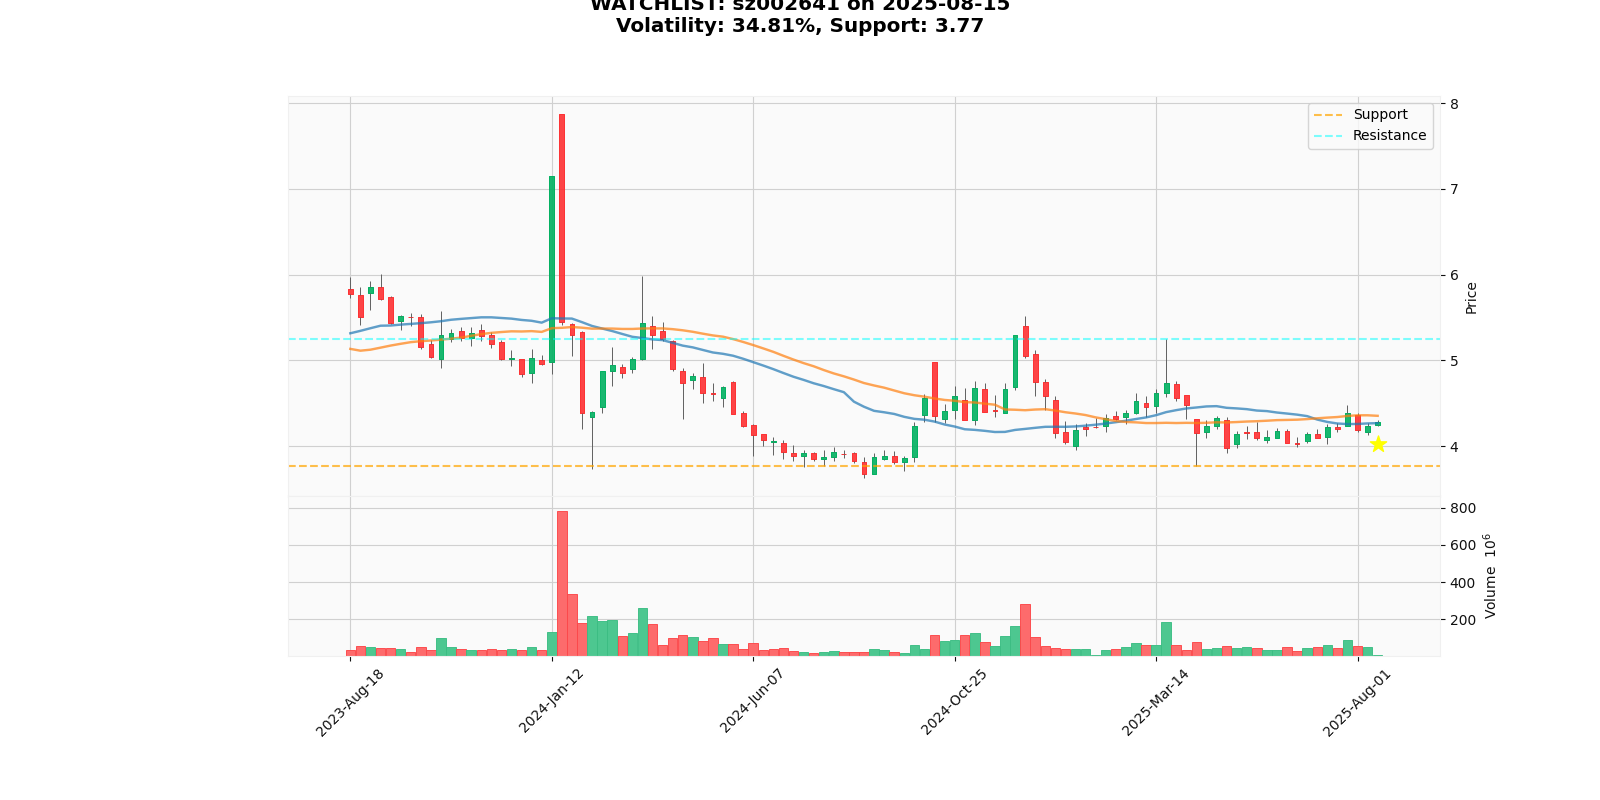 WATCHLIST: sz002641 on 2025-08-15
Volatility: 34.81%, Support: 3.77
Support
Resistance
8
7
6
5
4
Price
800
600
400
200
Volume 10^6
2023-Aug-18
2024-Jan-12
2024-Jun-07
2024-Oct-25
2025-Mar-14
2025-Aug-01